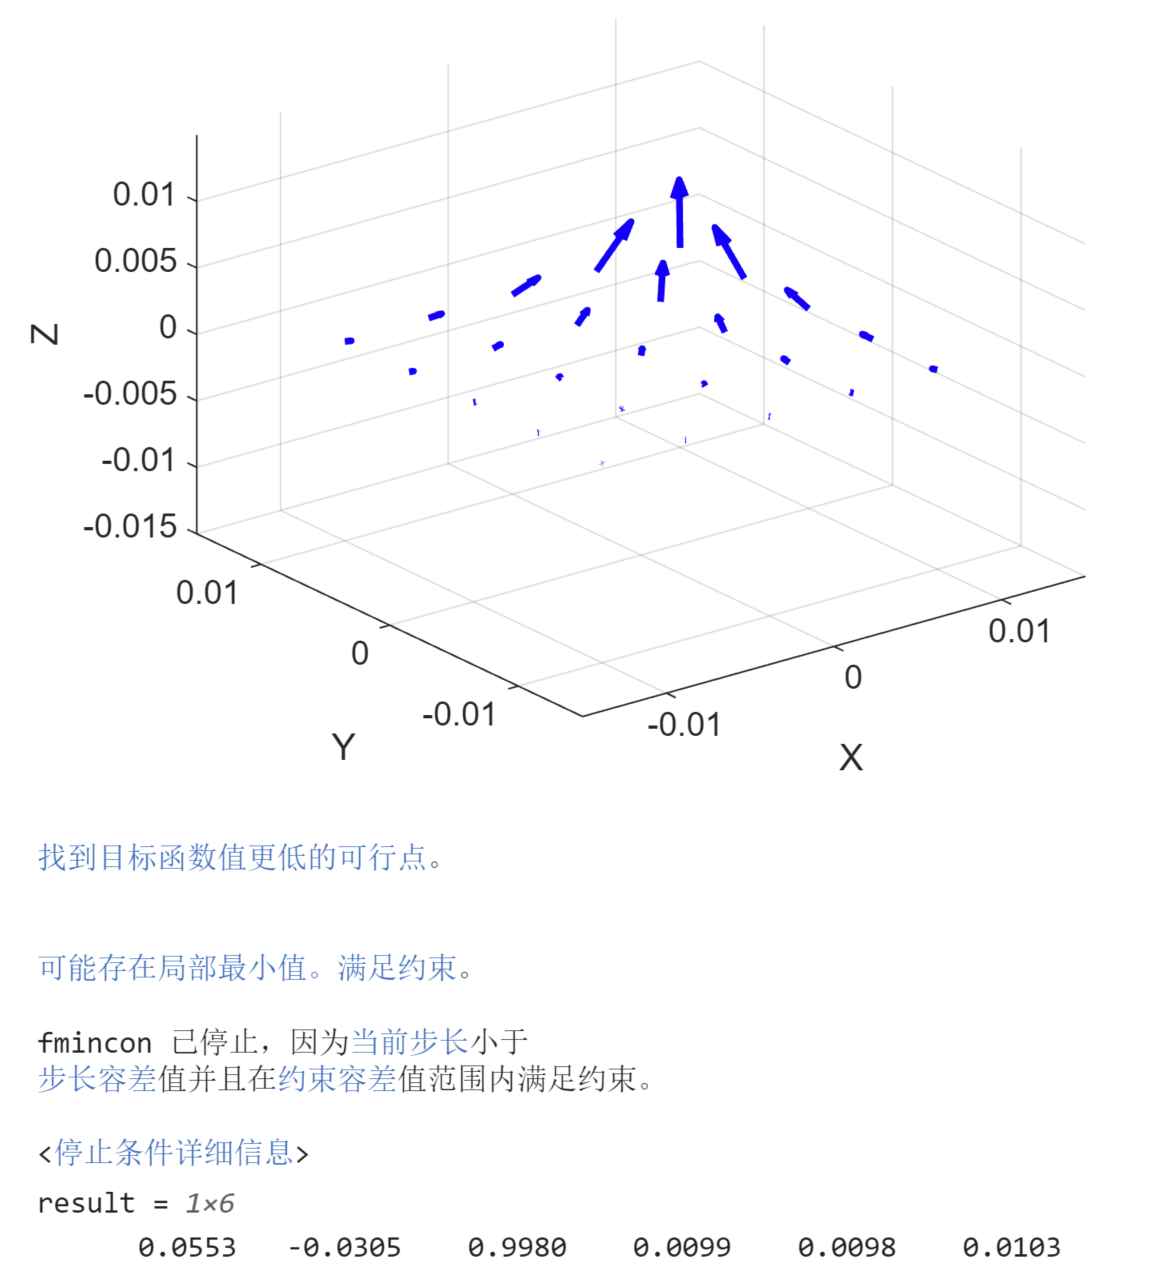 0.01
0.005
0
-0.005
-0.01
-0.015
Z
0.01
0
-0.01
Y
-0.01
0
0.01
X
找到目标函数值更低的可行点。
可能存在局部最小值。满足约束。
fmincon 已停止，因为当前步长小于
步长容差值并且在约束容差值范围内满足约束。
<停止条件详细信息>
result = 1×6
0.0553 -0.0305 0.9980 0.0099 0.0098 0.0103